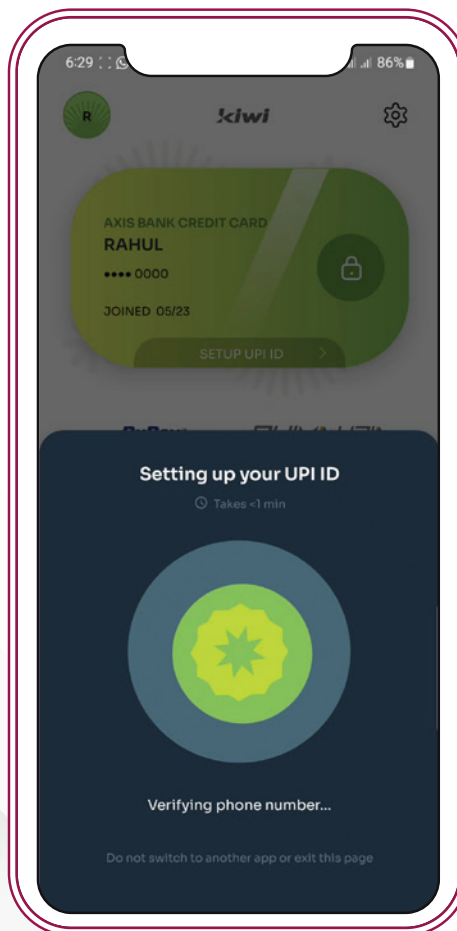 6:29
86%
R
kiwi
AXIS BANK CREDIT CARD
RAHUL
•••• 0000
JOINED 05/23
SETUP UPI ID
Setting up your UPI ID
Takes <1 min
Verifying phone number...
Do not switch to another app or exit this page